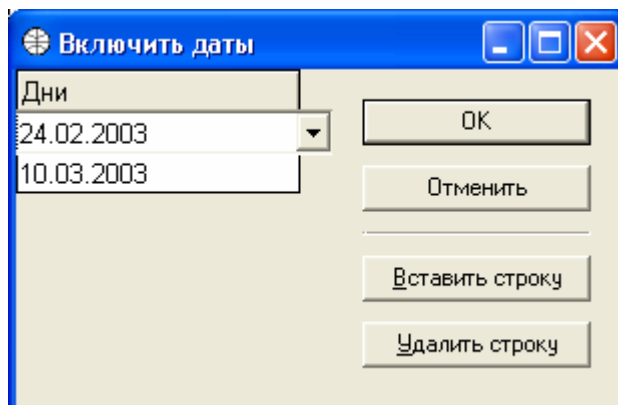 Включить даты
Дни
24.02.2003
10.03.2003
OK
Отменить
Вставить строку
Удалить строку